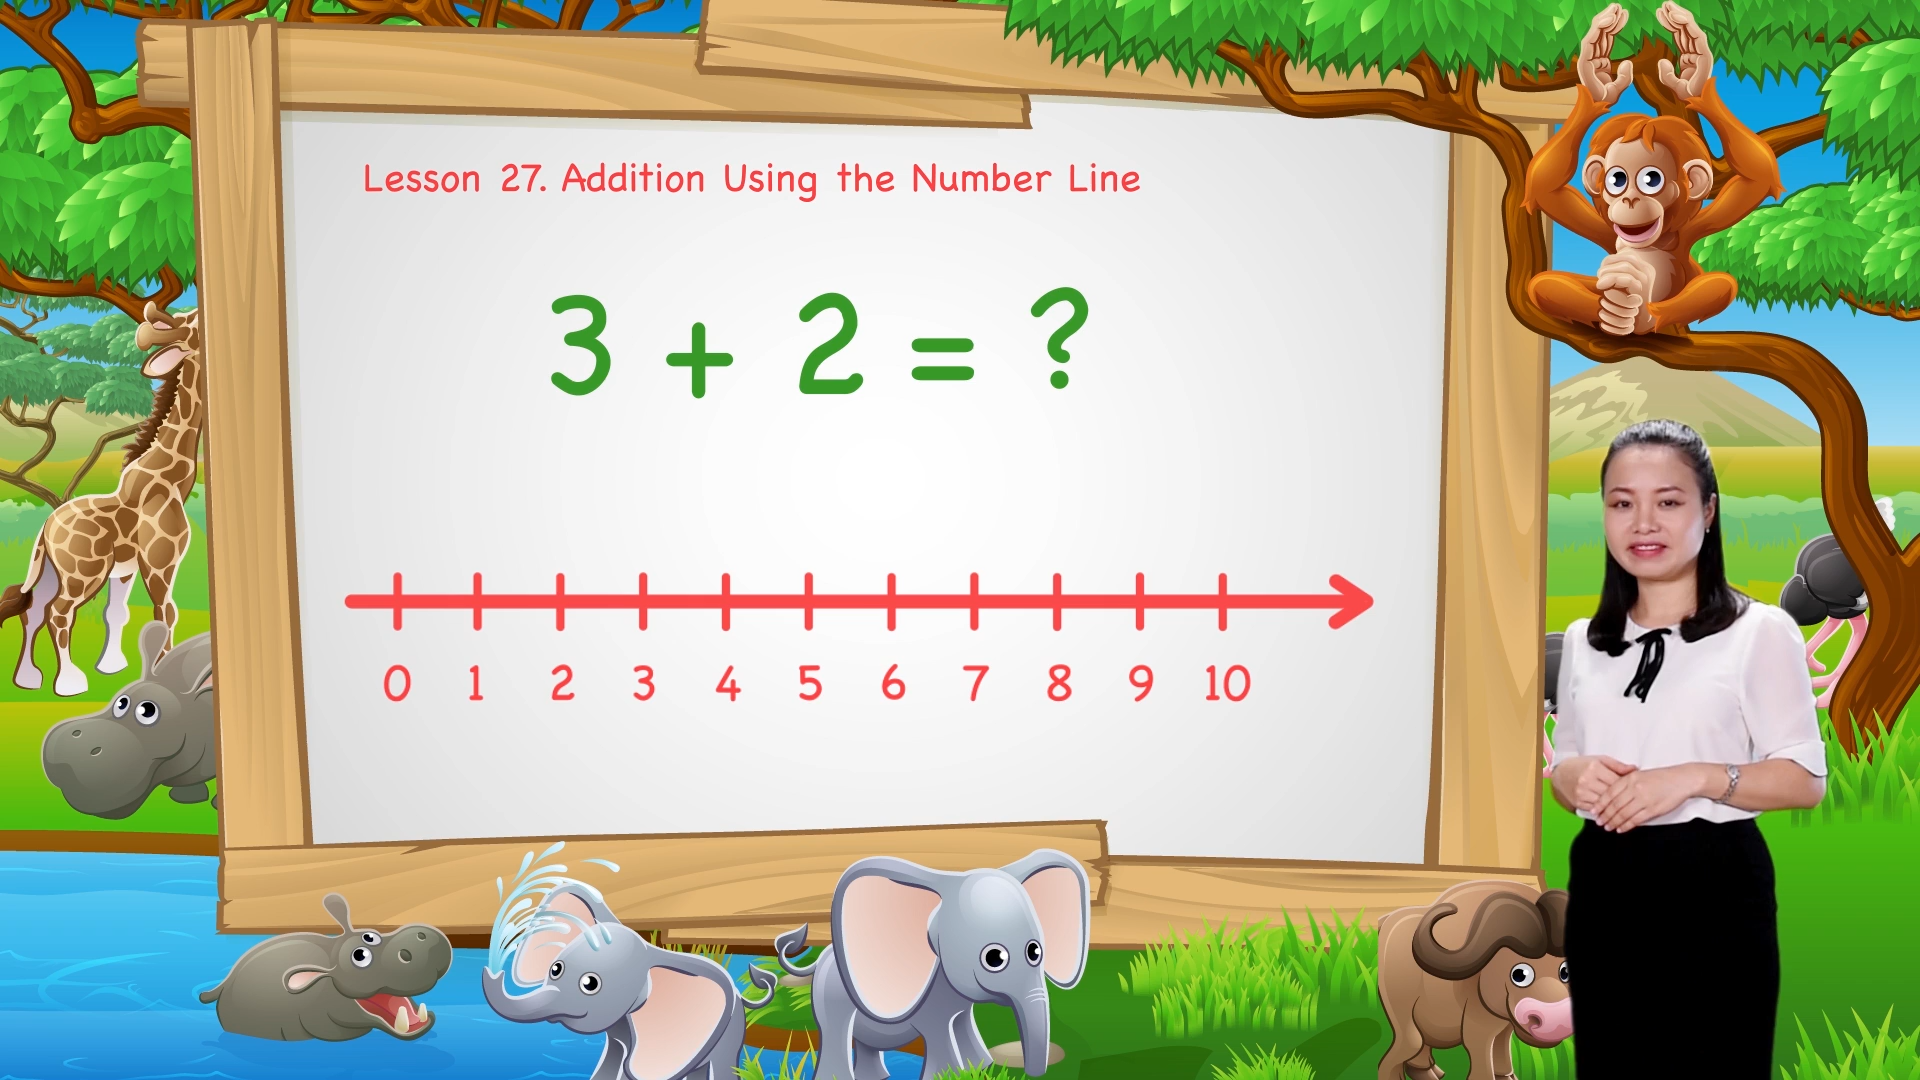 Lesson 27. Addition Using the Number Line
3 + 2 = ?
0 1 2 3 4 5 6 7 8 9 10